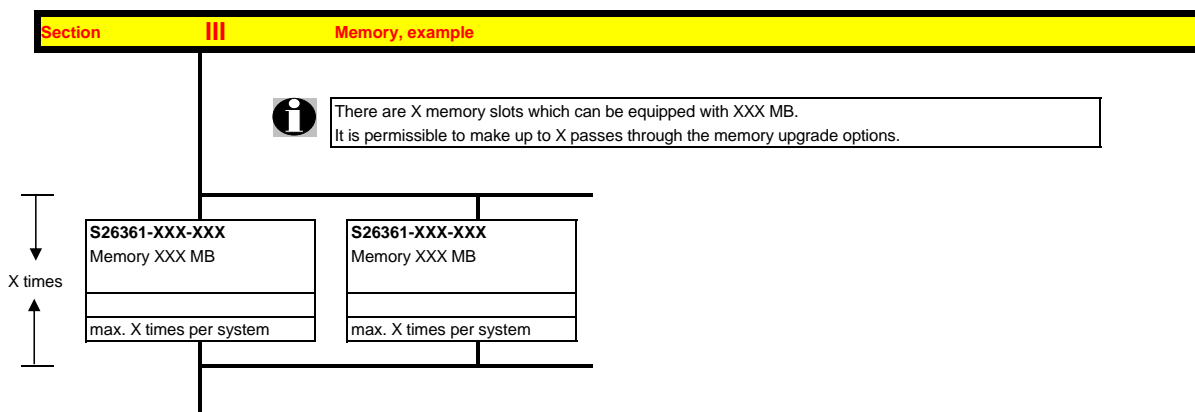 Section III Memory, example
There are X memory slots which can be equipped with XXX MB.
It is permissible to make up to X passes through the memory upgrade options.
S26361-XXX-XXX
Memory XXX MB
max. X times per system
S26361-XXX-XXX
Memory XXX MB
max. X times per system
X times